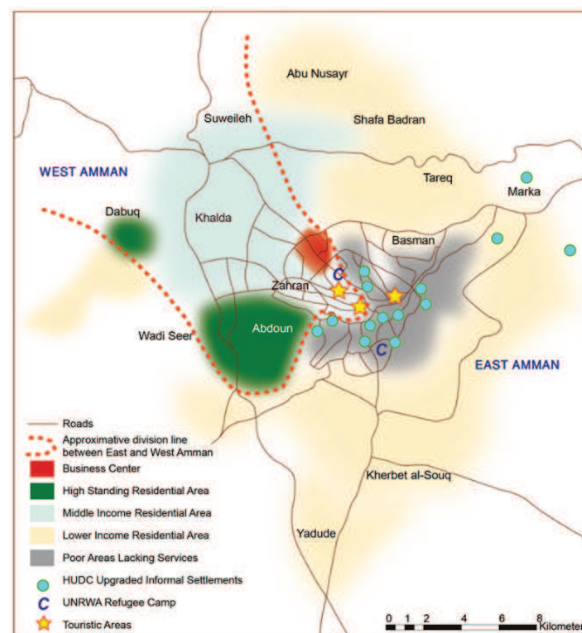 Abu Nusayr
Suweileh
Shafa Badran
WEST AMMAN
Tareq
Marka
Dabuq
Khalda
Basman
C
Zahran
Wadi Seer
Abdoun
C
EAST AMMAN
Kherbet al-Souq
Yadude
Roads
Approximative division line
between East and West Amman
Business Center
High Standing Residential Area
Middle Income Residential Area
Lower Income Residential Area
Poor Areas Lacking Services
HUDC Upgraded Informal Settlements
C UNRWA Refugee Camp
Touristic Areas
0 1 2 4 6 8
Kilometer